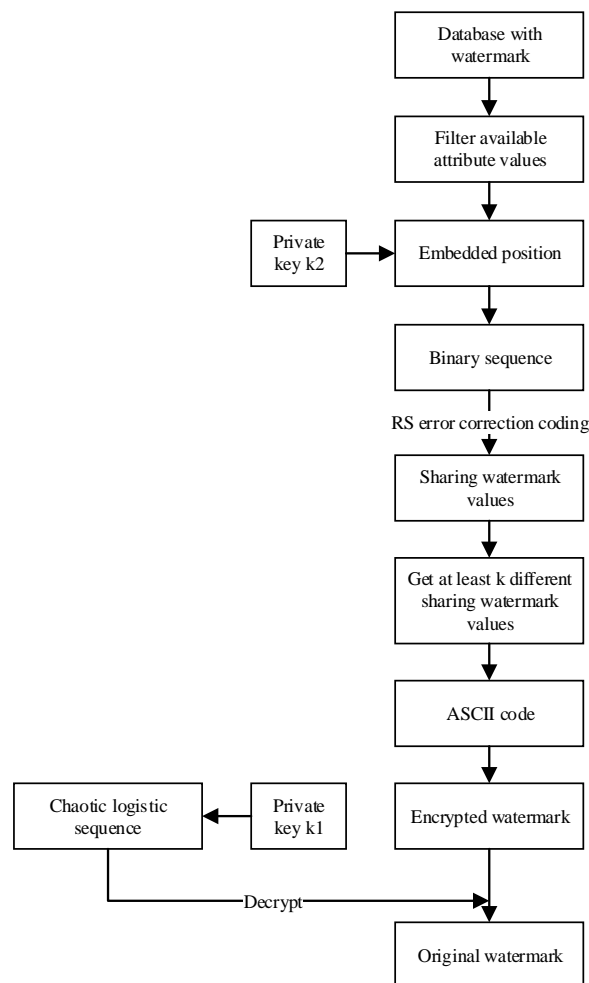 Database with
watermark
Filter available
attribute values
Private
key k2
Embedded position
Binary sequence
RS error correction coding
Sharing watermark
values
Get at least k different
sharing watermark
values
ASCII code
Chaotic logistic
sequence
Private
key k1
Encrypted watermark
Decrypt
Original watermark